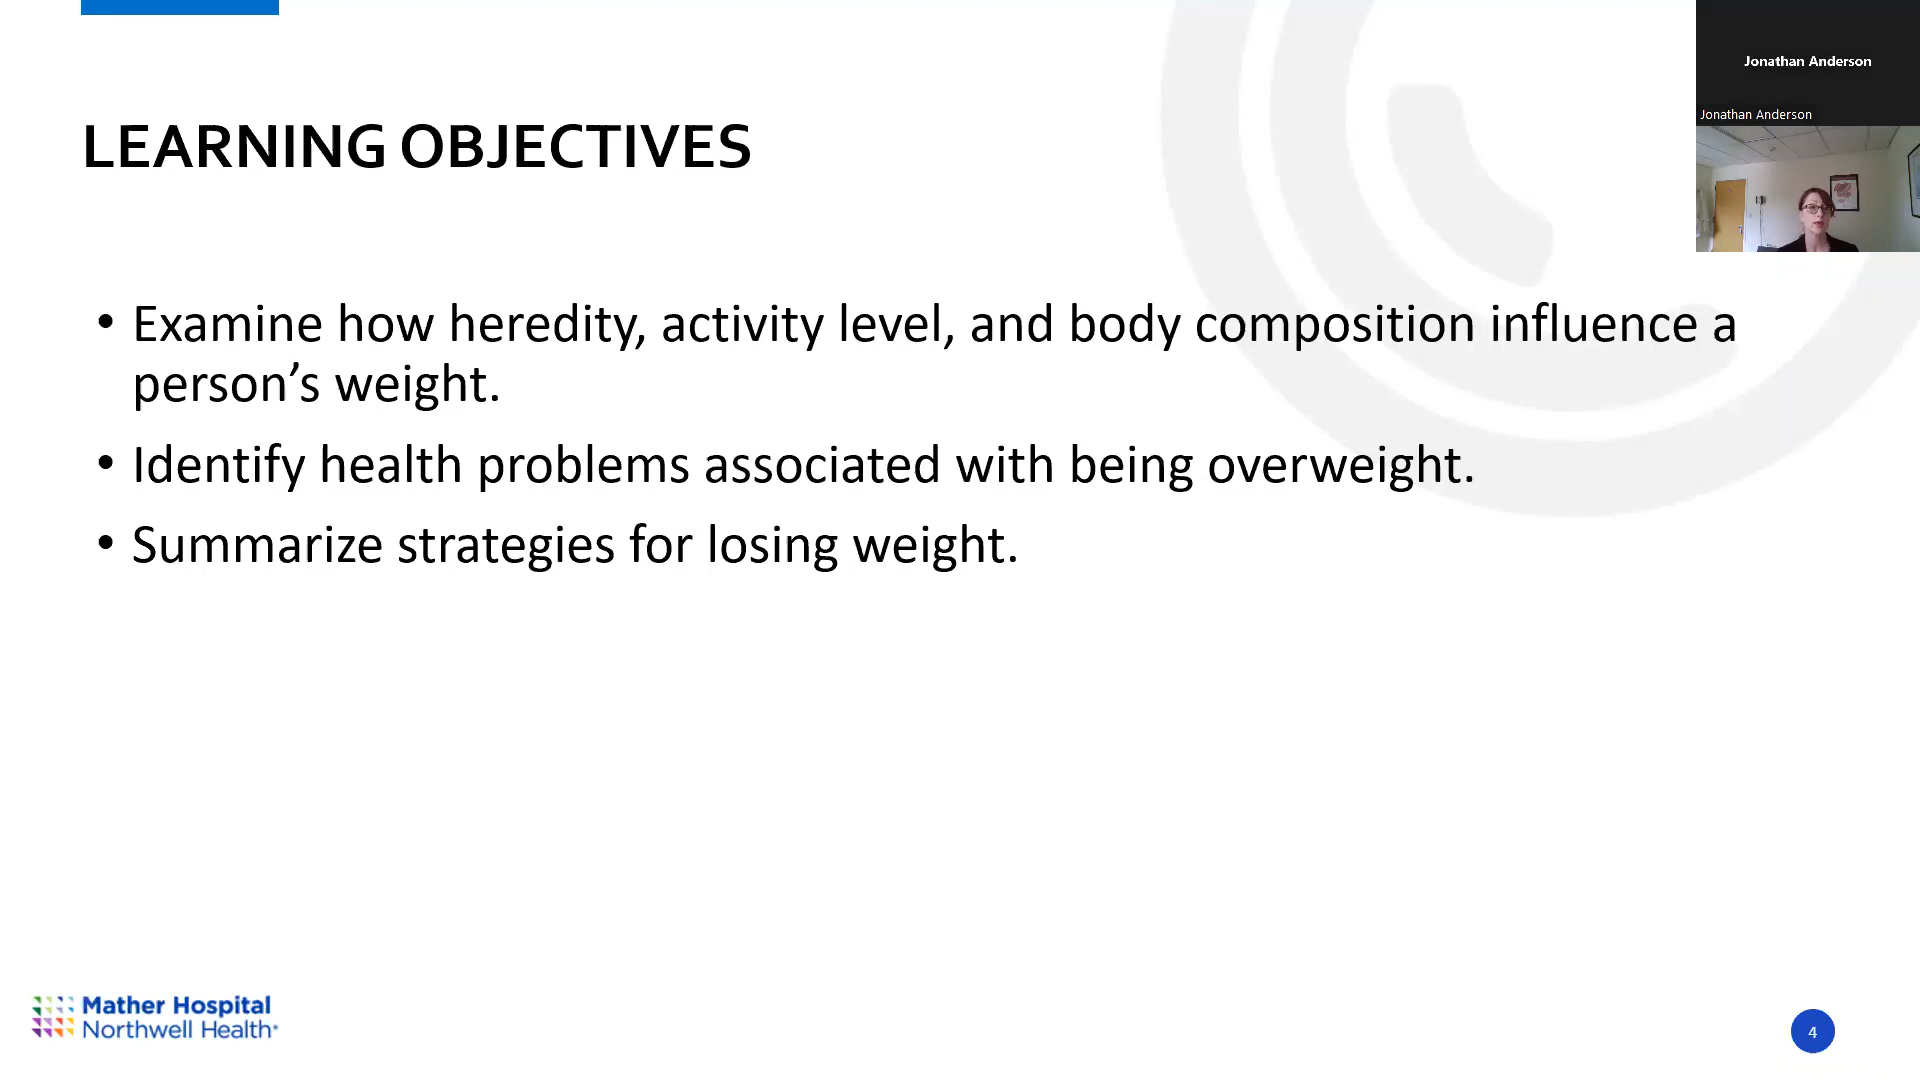 Jonathan Anderson
Jonathan Anderson
LEARNING OBJECTIVES
• Examine how heredity, activity level, and body composition influence a
person’s weight.
• Identify health problems associated with being overweight.
• Summarize strategies for losing weight.
Mather Hospital
Northwell Health
4